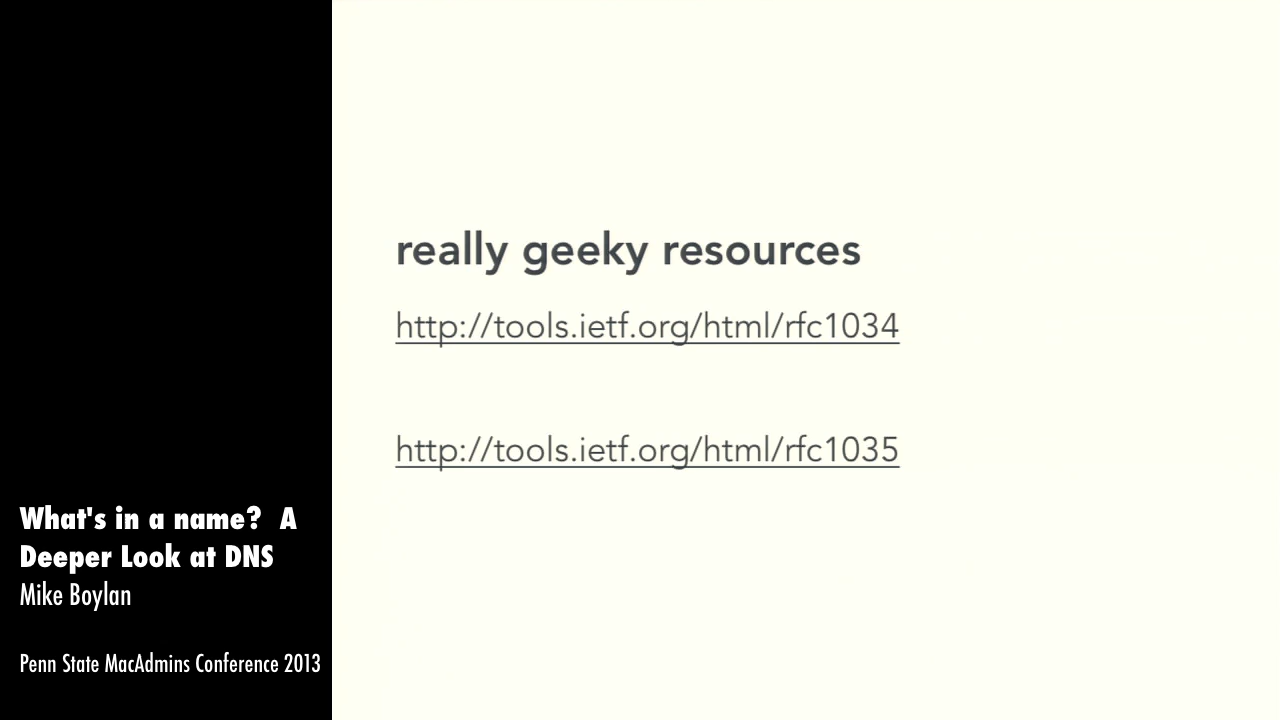 really geeky resources
http://tools.ietf.org/html/rfc1034
http://tools.ietf.org/html/rfc1035
What's in a name?  A
Deeper Look at DNS
Mike Boylan
Penn State MacAdmins Conference 2013